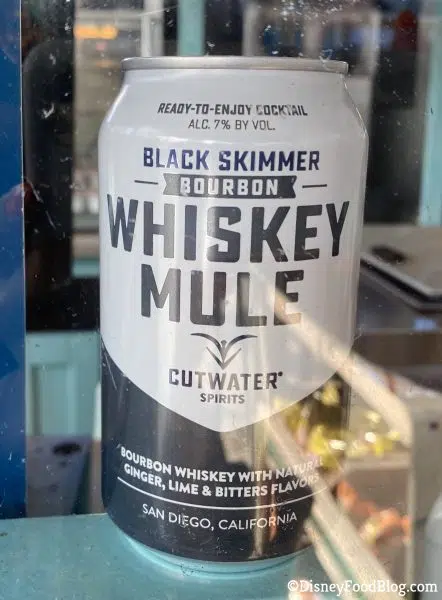 READY-TO-ENJOY COCKTAIL
ALC. 7% BY VOL.
BLACK SKIMMER
BOURBON
WHISKEY
MULE
CUTWATER®
SPIRITS
BOURBON WHISKEY WITH NATURAL
GINGER, LIME & BITTERS FLAVORS
SAN DIEGO, CALIFORNIA
©DisneyFoodBlog.com